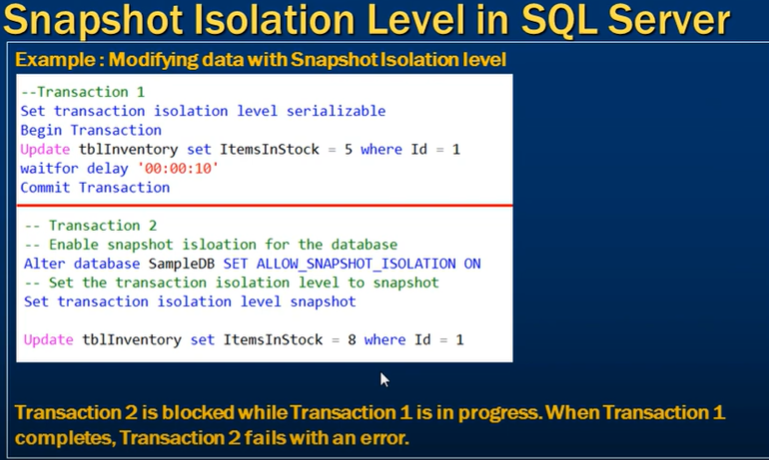 Snapshot Isolation Level in SQL Server
Example : Modifying data with Snapshot Isolation level
--Transaction 1
Set transaction isolation level serializable
Begin Transaction
Update tblInventory set ItemsInStock = 5 where Id = 1
waitfor delay '00:00:10'
Commit Transaction
-- Transaction 2
-- Enable snapshot isloation for the database
Alter database SampleDB SET ALLOW_SNAPSHOT_ISOLATION ON
-- Set the transaction isolation level to snapshot
Set transaction isolation level snapshot
Update tblInventory set ItemsInStock = 8 where Id = 1
Transaction 2 is blocked while Transaction 1 is in progress. When Transaction 1
completes, Transaction 2 fails with an error.